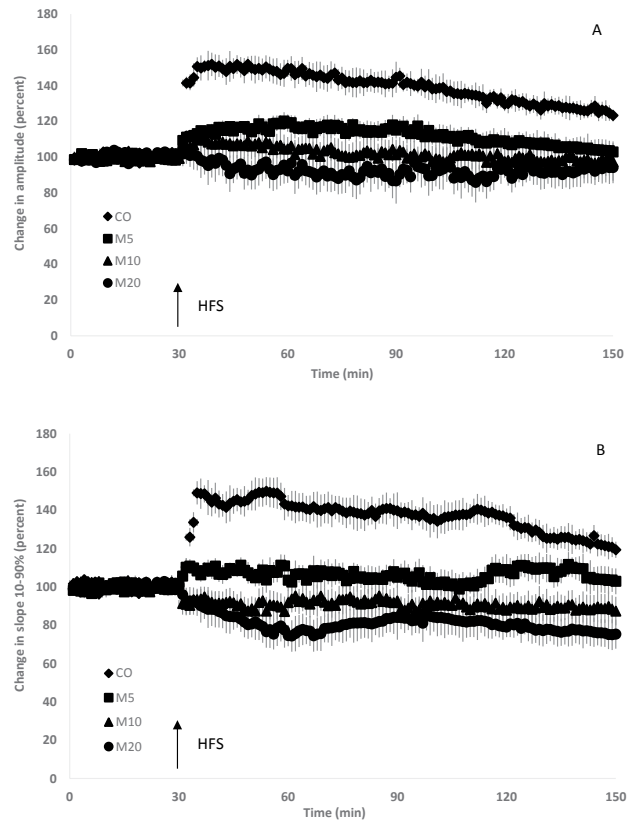 A
Change in amplitude (percent)
180
160
140
120
100
80
60
40
20
0
CO
M5
M10
M20
HFS
0 30 60 90 120 150
Time (min)
B
Change in slope 10-90% (percent)
180
160
140
120
100
80
60
40
20
0
CO
M5
M10
M20
HFS
0 30 60 90 120 150
Time (min)